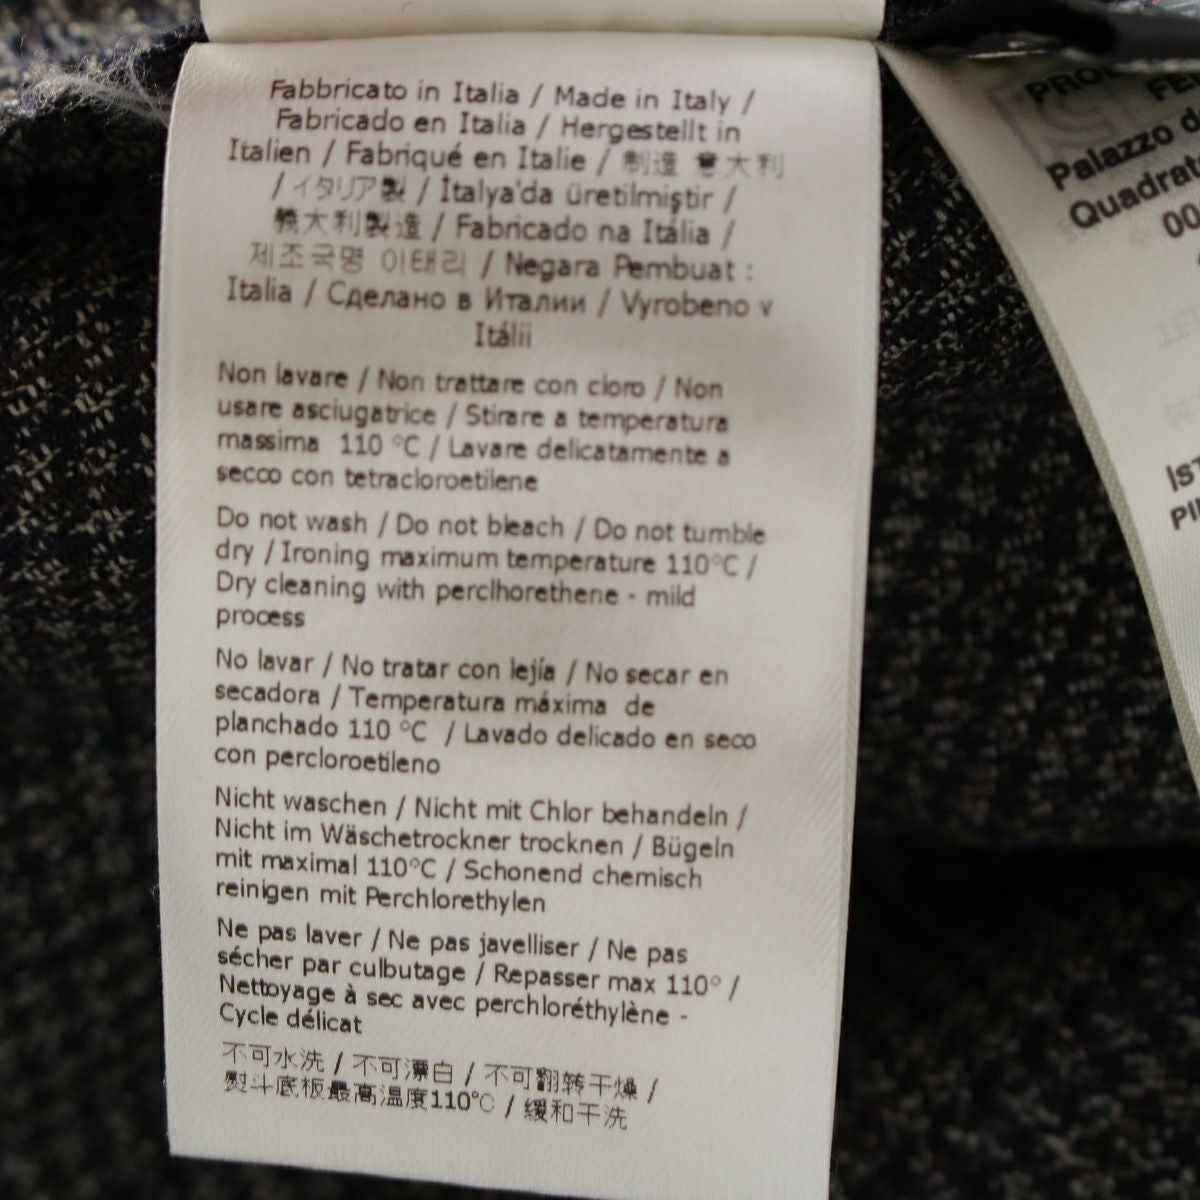 Fabbricato in Italia / Made in Italy /
Fabricado en Italia / Hergestellt in
Italien / Fabriqué en Italie / 制造 意大利
/ イタリア製 / İtalya'da üretilmiştir /
義大利製造 / Fabricado na Itália /
제조국명 이태리 / Negara Pembuat :
Italia / Сделано в Италии / Vyrobeno v
Itálii
Non lavare / Non trattare con cloro / Non
usare asciugatrice / Stirare a temperatura
massima 110 °C / Lavare delicatamente a
secco con tetracloroetilene
Do not wash / Do not bleach / Do not tumble
dry / Ironing maximum temperature 110°C /
Dry cleaning with perclhorethene - mild
process
No lavar / No tratar con lejía / No secar en
secadora / Temperatura máxima de
planchado 110 °C / Lavado delicado en seco
con percloroetileno
Nicht waschen / Nicht mit Chlor behandeln /
Nicht im Wäschetrockner trocknen / Bügeln
mit maximal 110°C / Schonend chemisch
reinigen mit Perchlorethylen
Ne pas laver / Ne pas javelliser / Ne pas
sécher par culbutage / Repasser max 110° /
Nettoyage à sec avec perchloréthylène -
Cycle délicat
不可水洗 / 不可漂白 / 不可翻转干燥 /
熨斗底板最高温度110°C / 缓和干洗
Palazzo d
Quadrat
00